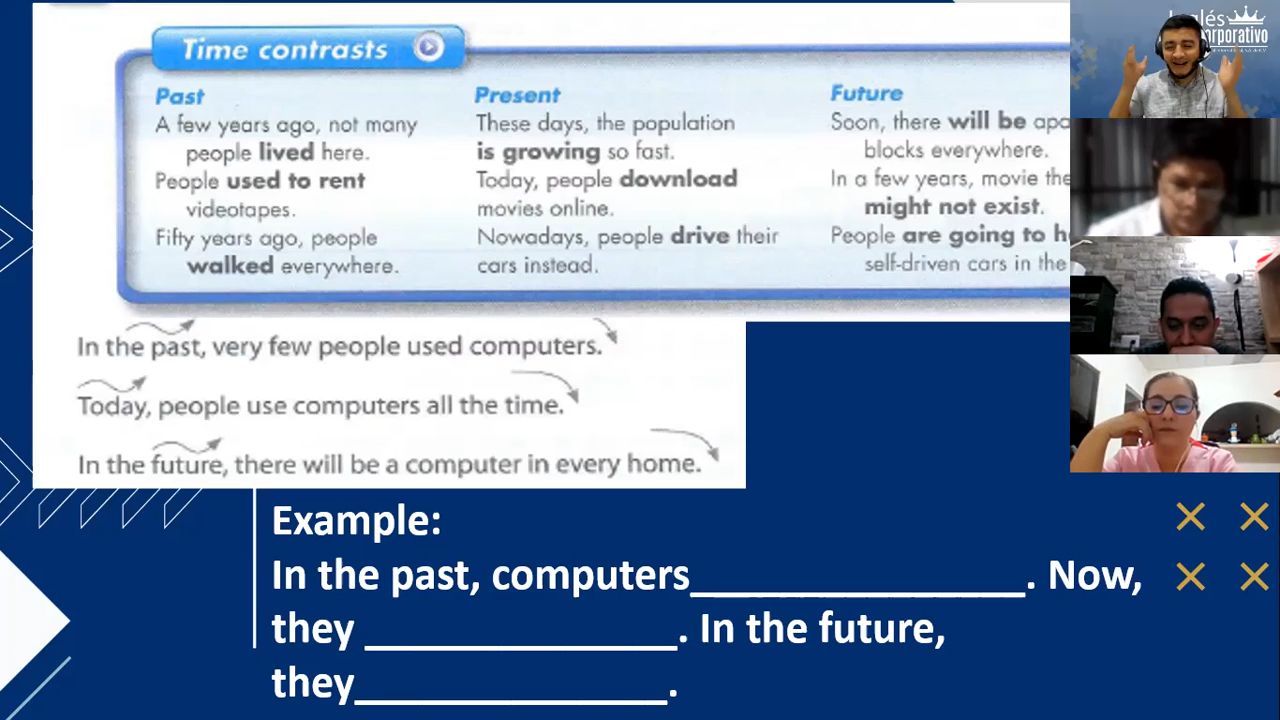 Time contrasts
Past
A few years ago, not many
people lived here.
People used to rent
videotapes.
Fifty years ago, people
walked everywhere.
Present
These days, the population
is growing so fast.
Today, people download
movies online.
Nowadays, people drive their
cars instead.
Future
Soon, there will be
blocks everywhere.
In a few years, movie
might not exist.
People are going to
self-driven cars in the
In the past, very few people used computers.
Today, people use computers all the time.
In the future, there will be a computer in every home.
Example:
In the past, computers_______________. Now,
they ______________. In the future,
they______________.